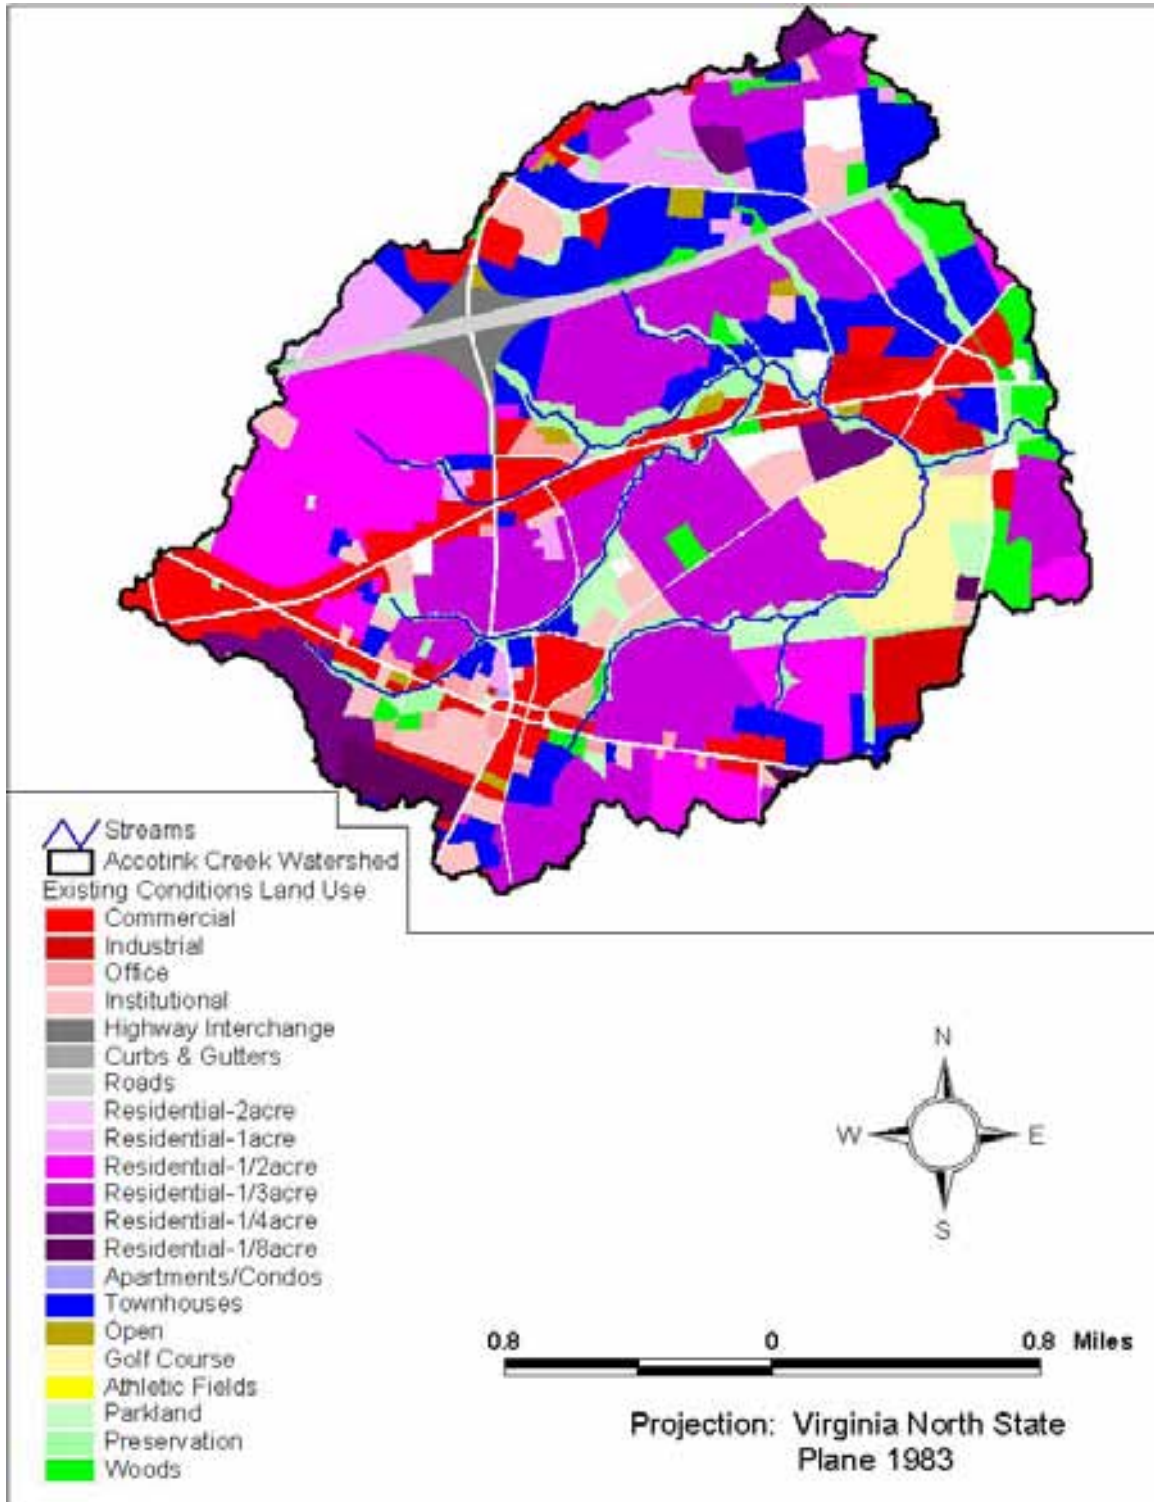 Streams
Accotink Creek Watershed
Existing Conditions Land Use
Commercial
Industrial
Office
Institutional
Highway Interchange
Curbs & Gutters
Roads
Residential-2acre
Residential-1acre
Residential-1/2acre
Residential-1/3acre
Residential-1/4acre
Residential-1/8acre
Apartments/Condos
Townhouses
Open
Golf Course
Athletic Fields
Parkland
Preservation
Woods
N
W E
S
0.8 0 0.8 Miles
Projection: Virginia North State
Plane 1983